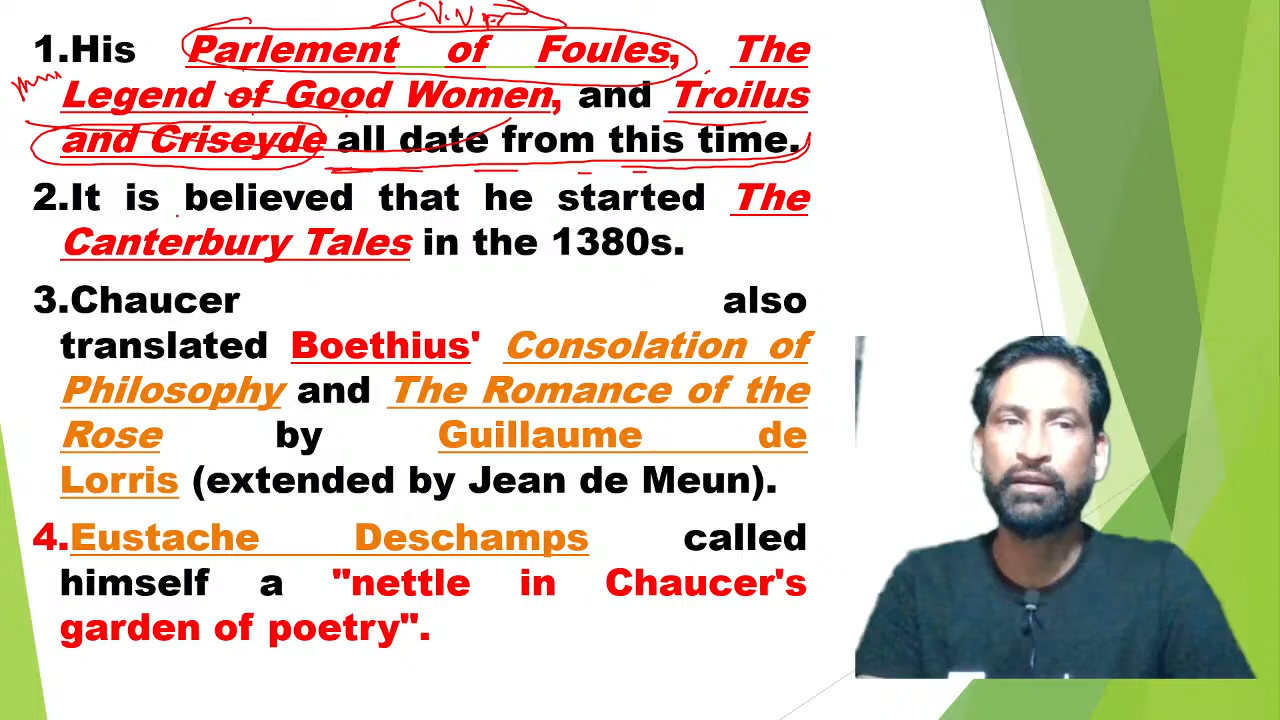 V.V.
1.His Parlement of Foules, The
Legend of Good Women, and Troilus
and Criseyde all date from this time.
2.It is believed that he started The
Canterbury Tales in the 1380s.
3.Chaucer also
translated Boethius' Consolation of
Philosophy and The Romance of the
Rose by Guillaume de
Lorris (extended by Jean de Meun).
4.Eustache Deschamps called
himself a "nettle in Chaucer's
garden of poetry".